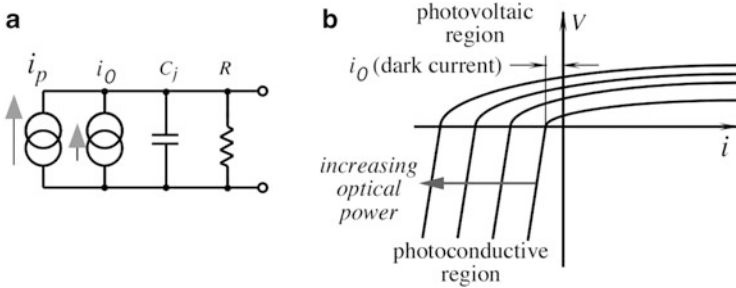 a
i_p
i_0
C_j
R
b
photovoltaic
region
V
i_0 (dark current)
i
increasing
optical
power
photoconductive
region